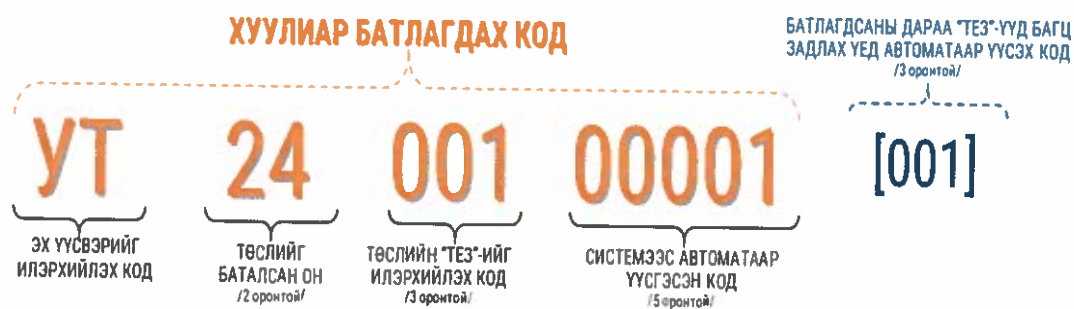 ХУУЛИАР БАТЛАГДАХ КОД
БАТЛАГДСАНЫ ДАРАА "ТЕЗ"-ҮҮД БАГЦ
ЗАДЛАХ ҮЕД АВТОМАТААР ҮҮСЭХ КОД
/3 оронтой/
УТ 24 001 00001 [001]
ЭХ ҮҮСВЭРИЙГ
ИЛЭРХИЙЛЭХ КОД
ТӨСЛИЙГ
БАТАЛСАН ОН
/2 оронтой/
ТӨСЛИЙН "ТЕЗ"-ИЙГ
ИЛЭРХИЙЛЭХ КОД
/3 оронтой/
СИСТЕМЭЭС АВТОМАТААР
ҮҮСГЭСЭН КОД
/5 оронтой/